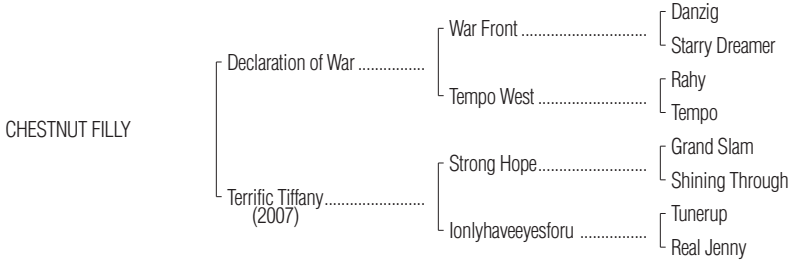 Danzig
War Front ..............................
Starry Dreamer
Declaration of War ................
Rahy
Tempo West ..........................
Tempo
CHESTNUT FILLY
Grand Slam
Strong Hope..........................
Shining Through
Terrific Tiffany........................
(2007)
Tunerup
Ionlyhaveeyesforu ................
Real Jenny